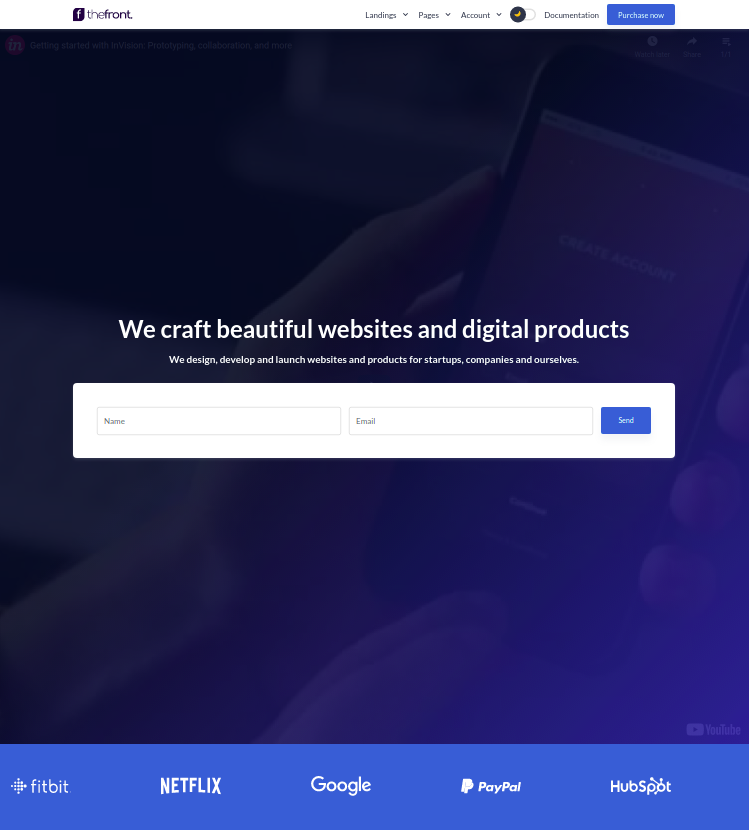 thefront.
Landings
Pages
Account
Documentation
Purchase now
Getting started with InVision: Prototyping, collaboration, and more
Share
CREATE ACCOUNT
We craft beautiful websites and digital products
We design, develop and launch websites and products for startups, companies and ourselves.
Name
Email
Send
Continue
YouTube
fitbit.
NETFLIX
Google
PayPal
HubSpot